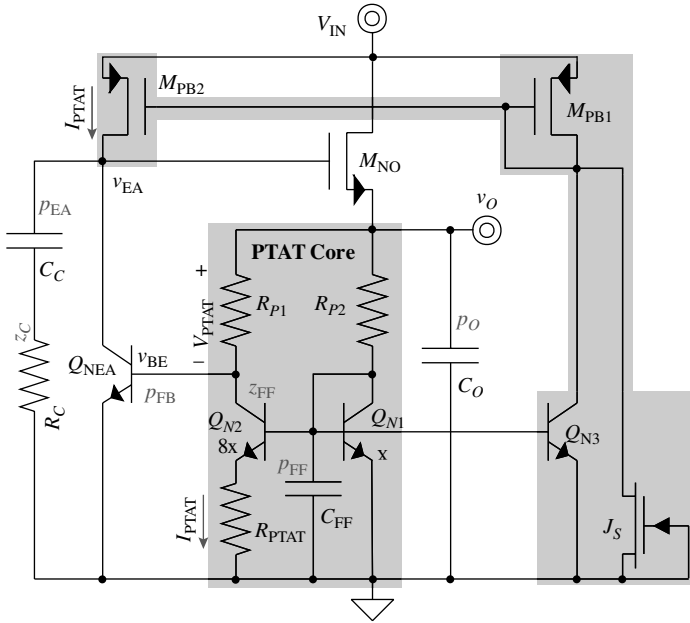 V_IN
M_PB2
M_PB1
I_PTAT
M_NO
v_EA
v_O
p_EA
PTAT Core
+
C_C
R_P1
R_P2
V_PTAT
p_O
z_C
−
Q_NEA
v_BE
C_O
p_FB
z_FF
R_C
Q_N2
Q_N1
Q_N3
8x
p_FF
x
I_PTAT
C_FF
R_PTAT
J_S